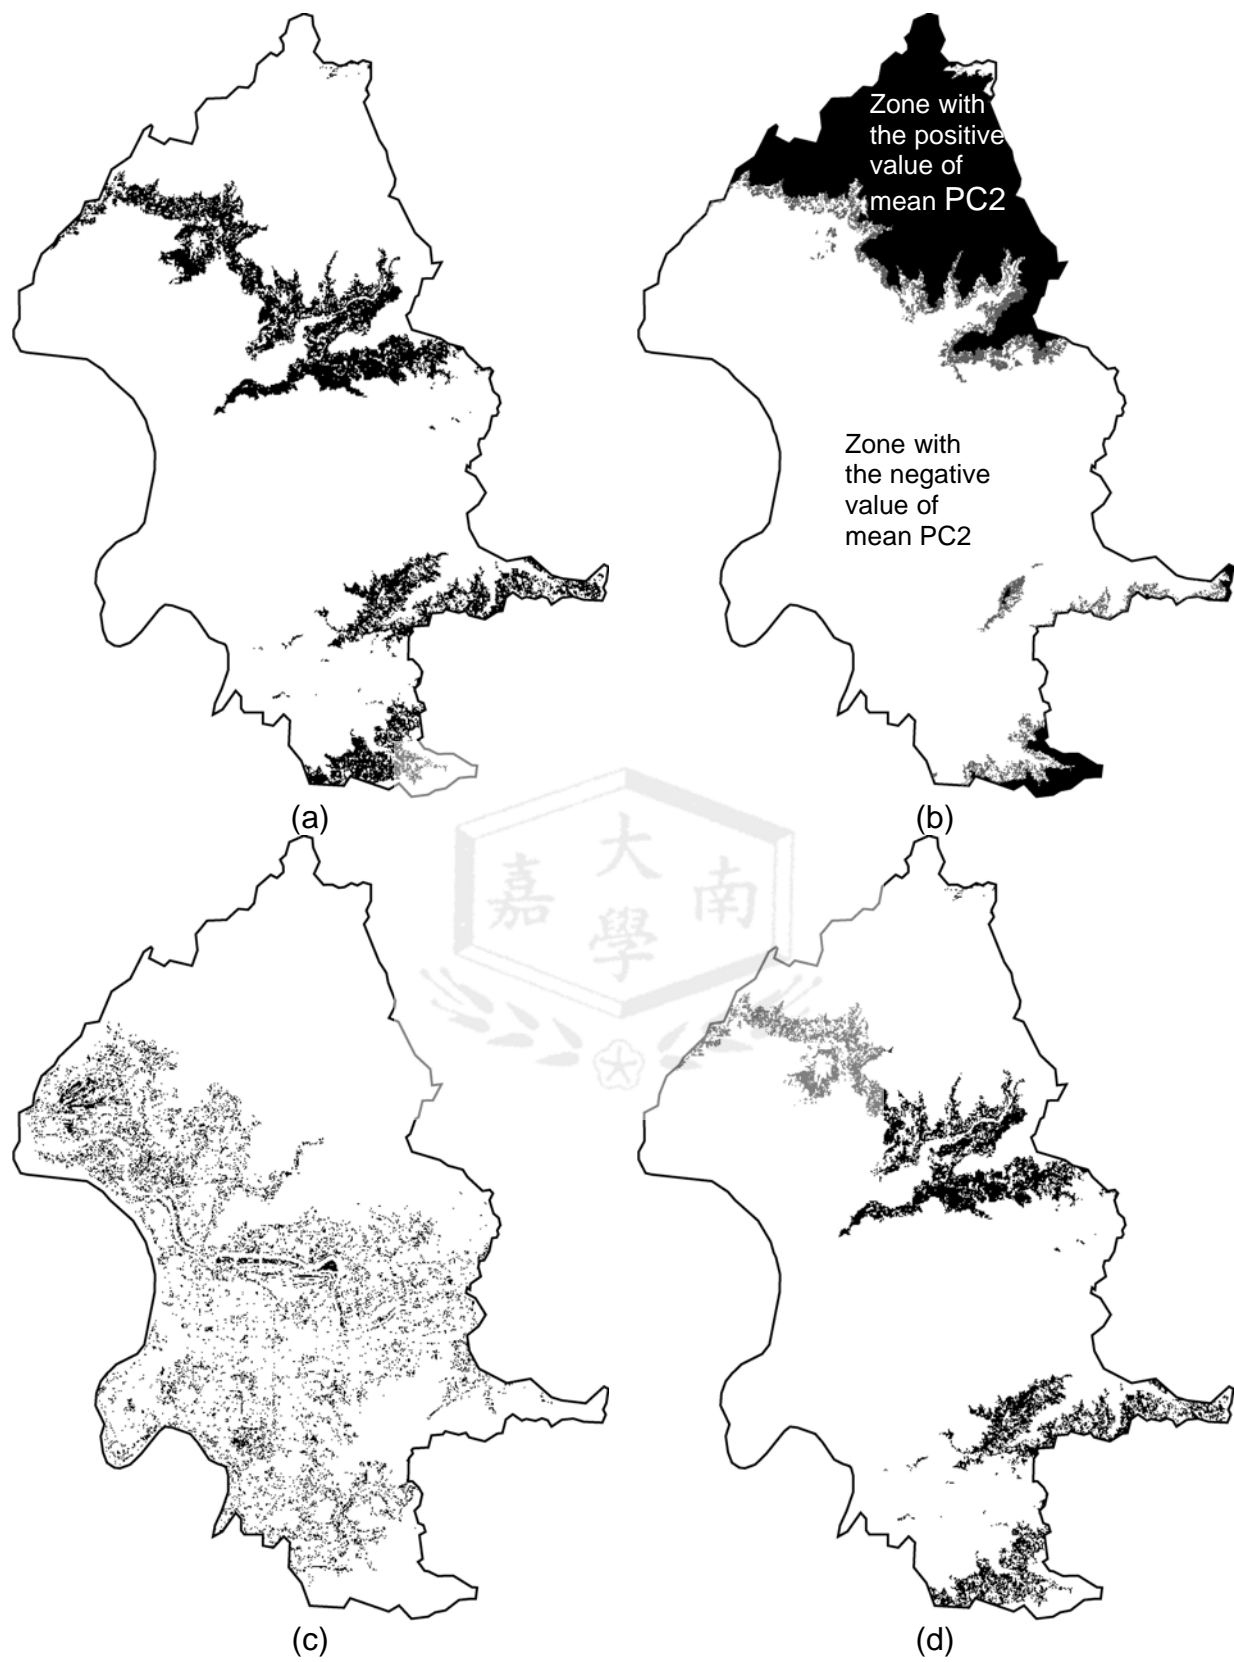 Zone with
the positive
value of
mean PC2
Zone with
the negative
value of
mean PC2
(a)
(b)
大
嘉 南
學
(c)
(d)